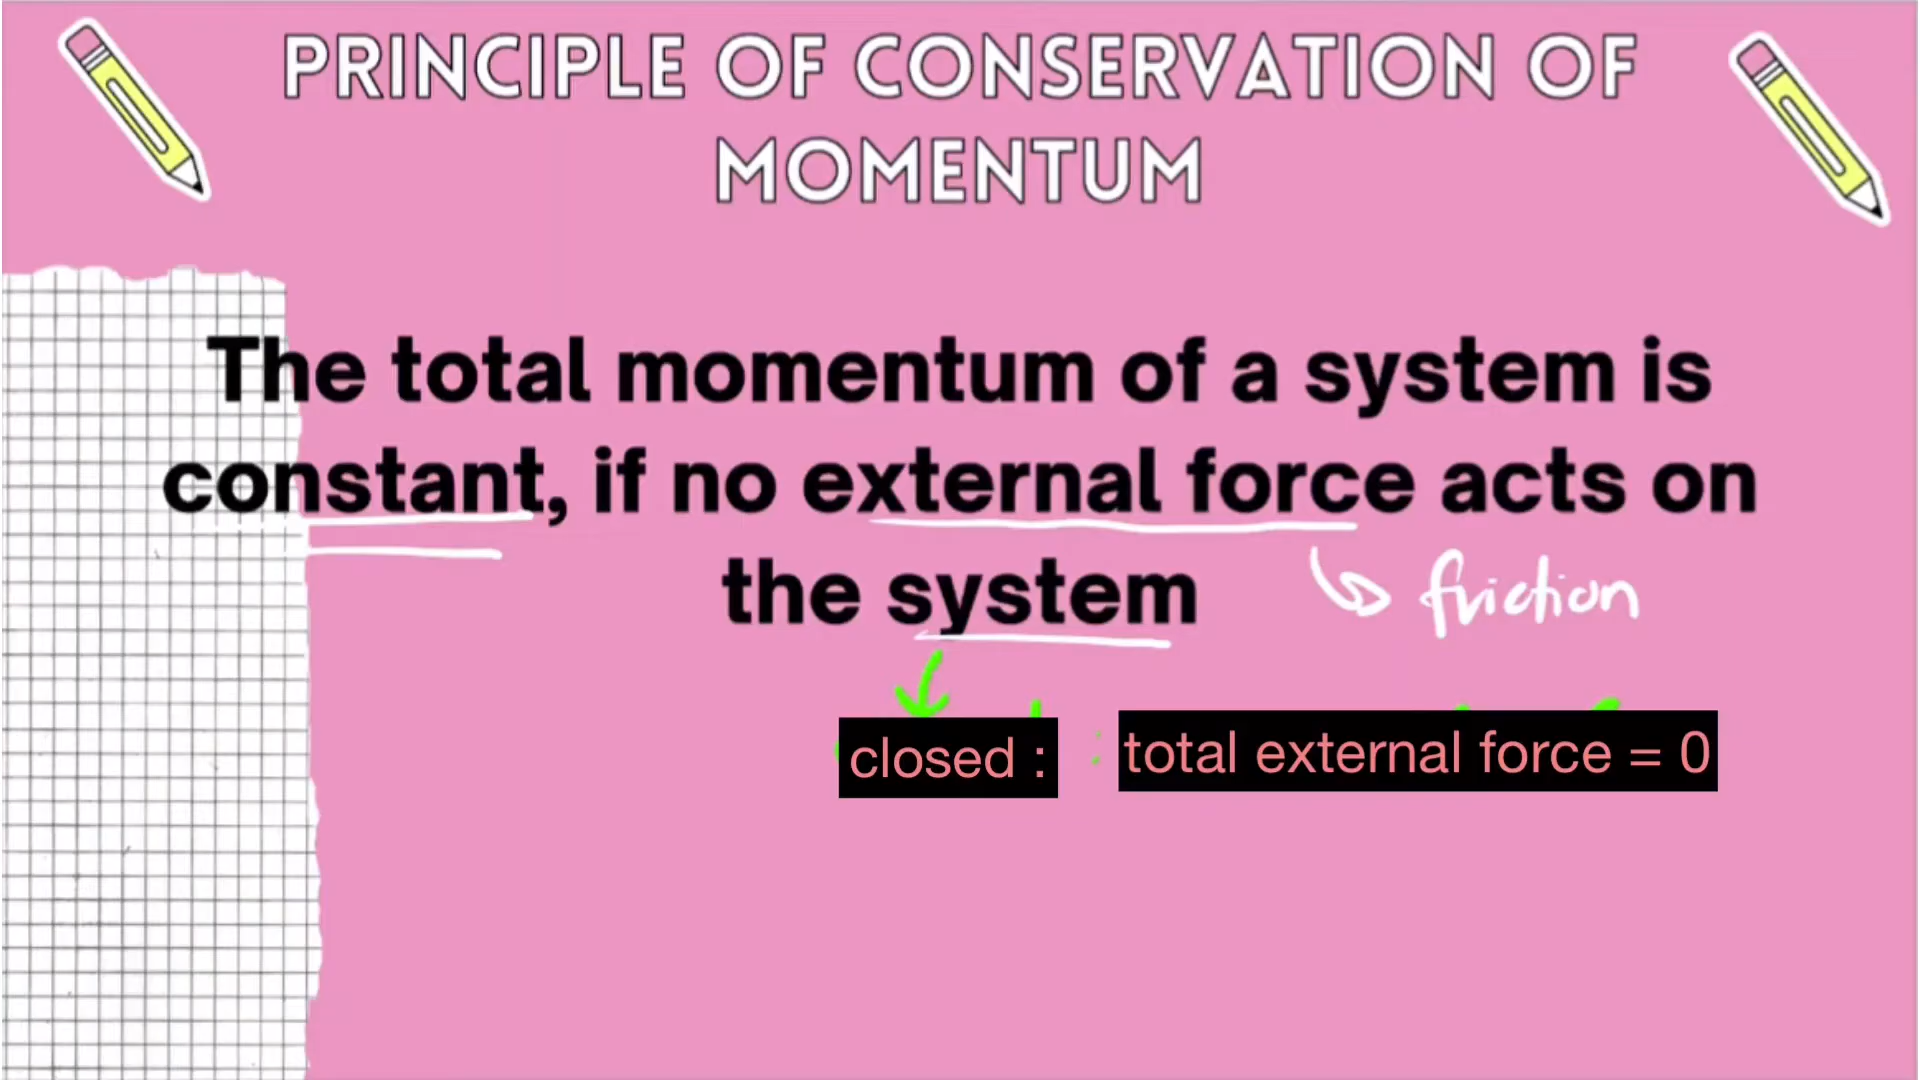 PRINCIPLE OF CONSERVATION OF
MOMENTUM
The total momentum of a system is
constant, if no external force acts on
the system
friction
closed :
: total external force = 0